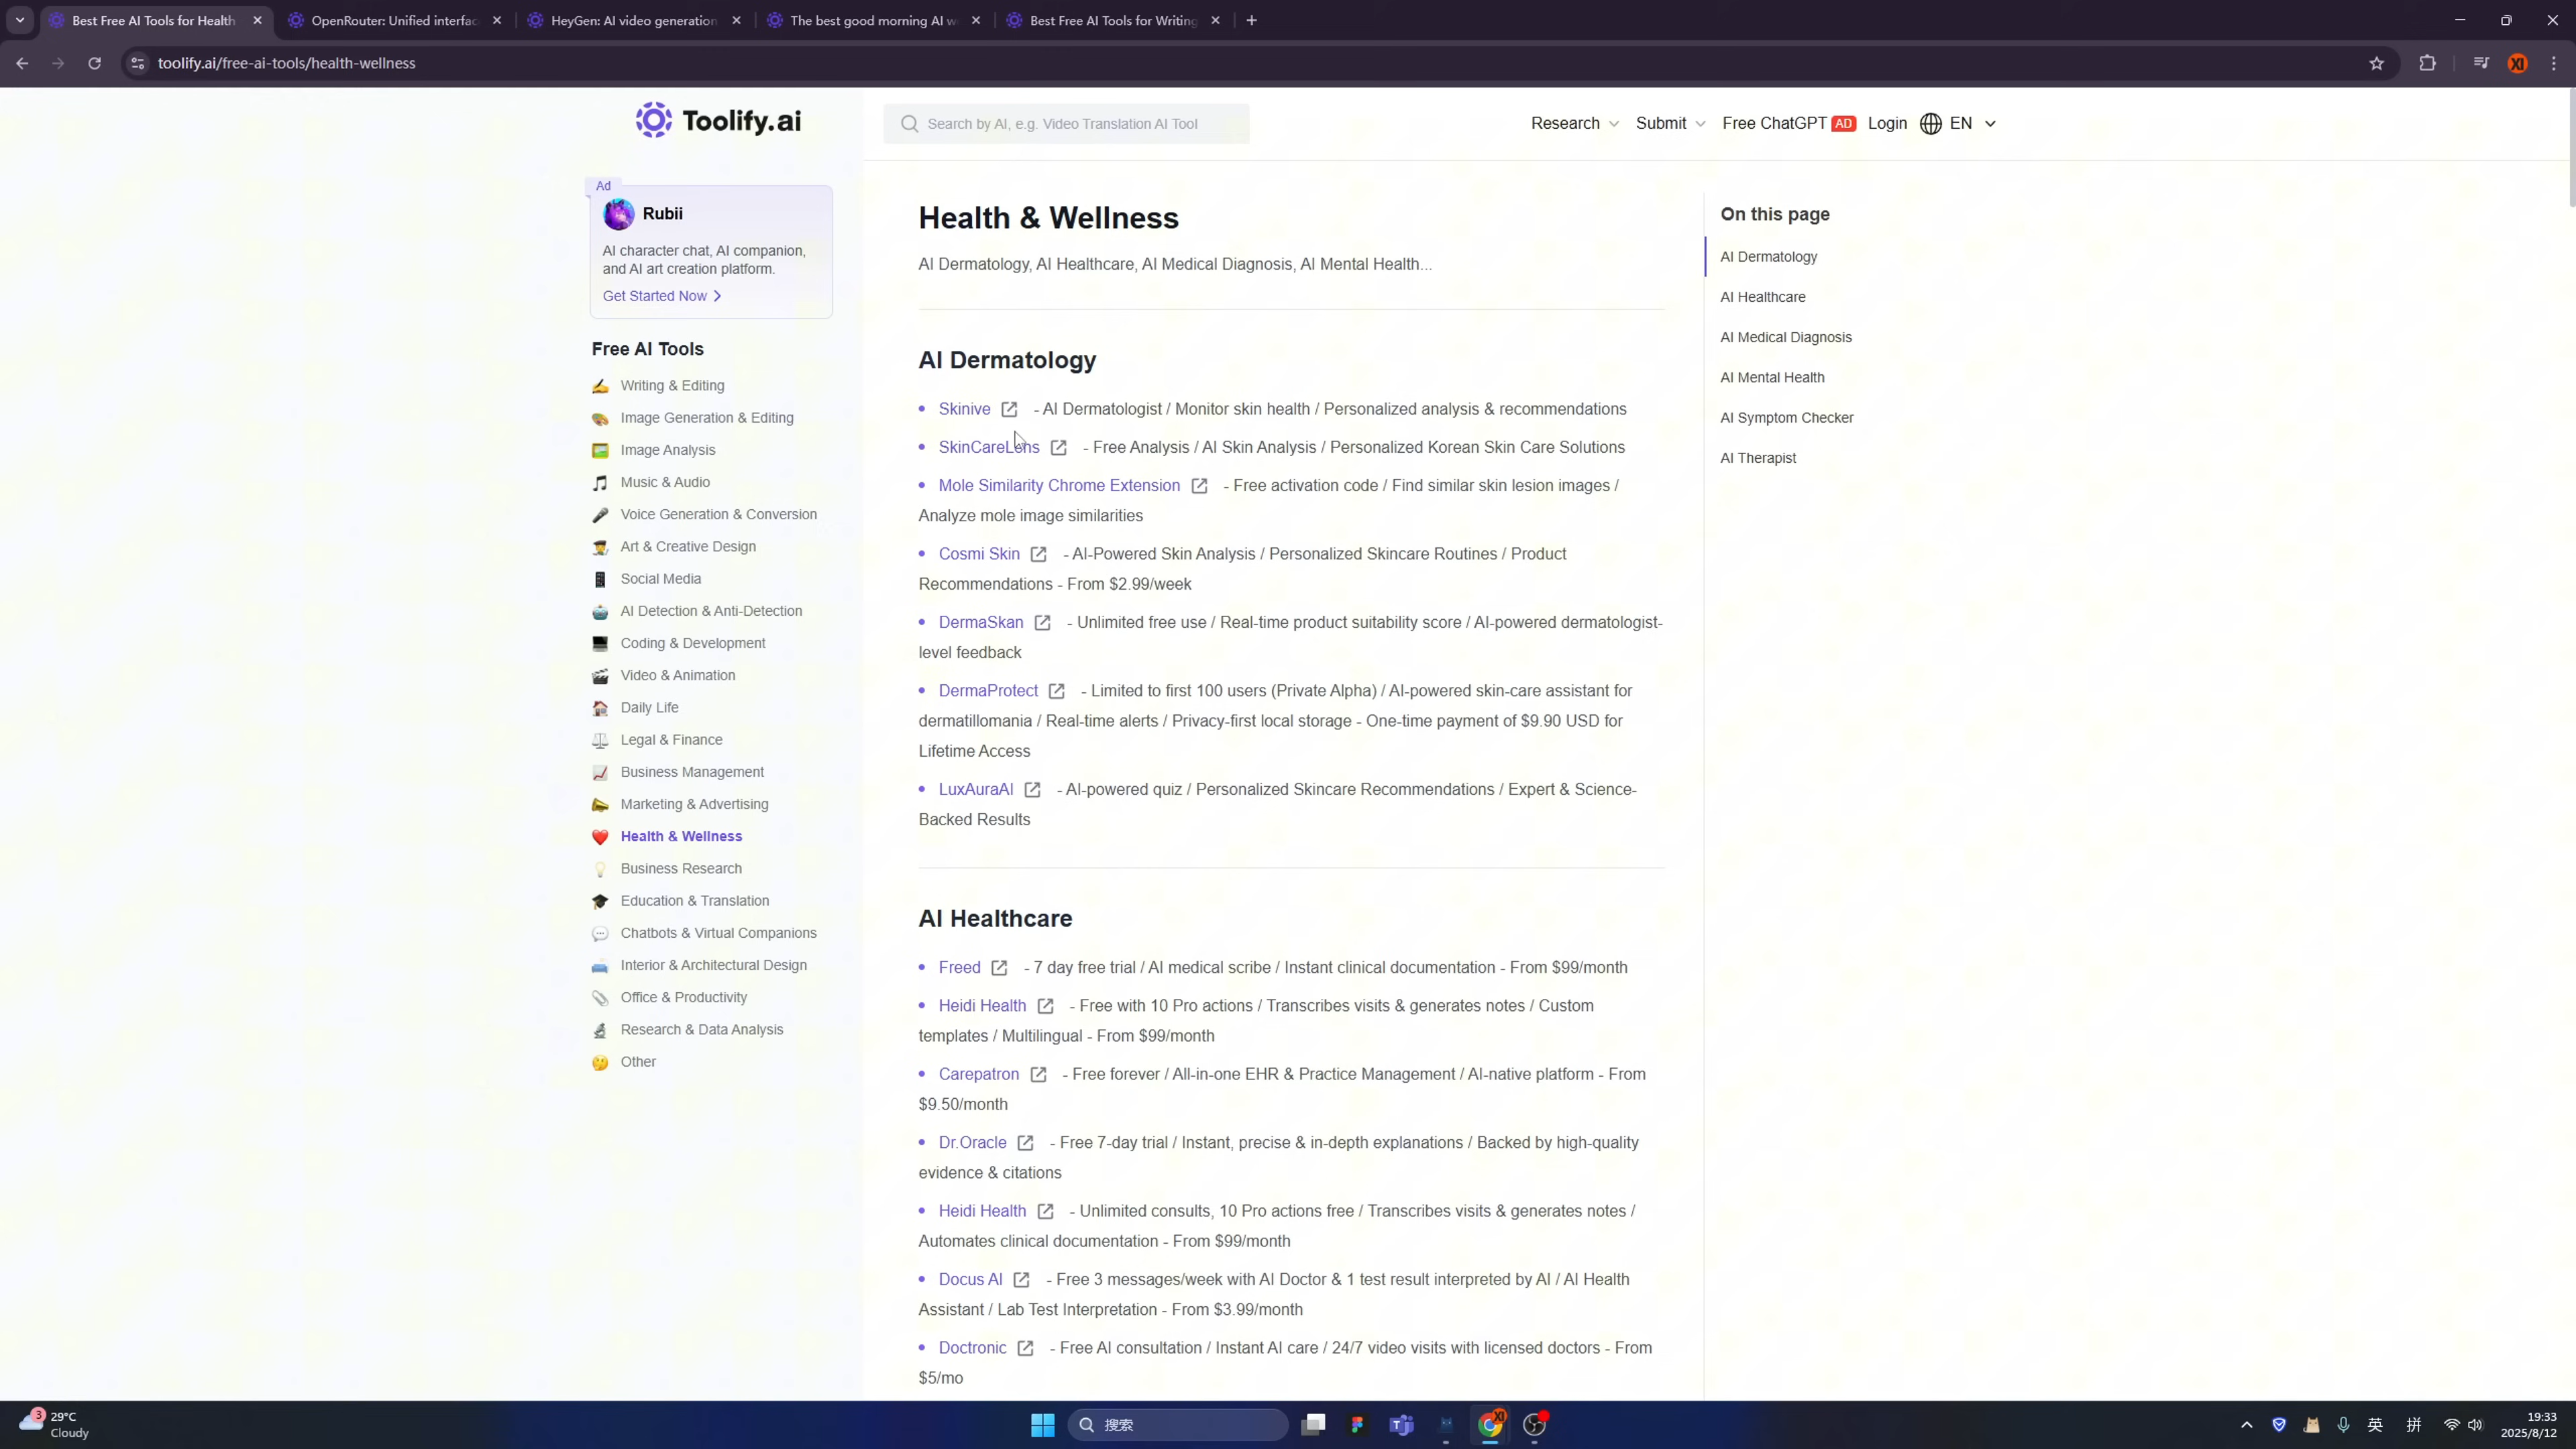 Best Free AI Tools for Health
OpenRouter: Unified interfac
HeyGen: AI video generation
The best good morning AI w
Best Free AI Tools for Writing
toolify.ai/free-ai-tools/health-wellness
XI
Toolify.ai
Search by AI, e.g. Video Translation AI Tool
Research
Submit
Free ChatGPT AD
Login
EN
Ad
Rubii
AI character chat, AI companion,
and AI art creation platform.
Get Started Now
Free AI Tools
Writing & Editing
Image Generation & Editing
Image Analysis
Music & Audio
Voice Generation & Conversion
Art & Creative Design
Social Media
AI Detection & Anti-Detection
Coding & Development
Video & Animation
Daily Life
Legal & Finance
Business Management
Marketing & Advertising
Health & Wellness
Business Research
Education & Translation
Chatbots & Virtual Companions
Interior & Architectural Design
Office & Productivity
Research & Data Analysis
Other
Health & Wellness
AI Dermatology, AI Healthcare, AI Medical Diagnosis, AI Mental Health...
AI Dermatology
• Skinive - AI Dermatologist / Monitor skin health / Personalized analysis & recommendations
• SkinCareLens - Free Analysis / AI Skin Analysis / Personalized Korean Skin Care Solutions
• Mole Similarity Chrome Extension - Free activation code / Find similar skin lesion images /
Analyze mole image similarities
• Cosmi Skin - AI-Powered Skin Analysis / Personalized Skincare Routines / Product
Recommendations - From $2.99/week
• DermaSkan - Unlimited free use / Real-time product suitability score / AI-powered dermatologist-
level feedback
• DermaProtect - Limited to first 100 users (Private Alpha) / AI-powered skin-care assistant for
dermatillomania / Real-time alerts / Privacy-first local storage - One-time payment of $9.90 USD for
Lifetime Access
• LuxAuraAI - AI-powered quiz / Personalized Skincare Recommendations / Expert & Science-
Backed Results
AI Healthcare
• Freed - 7 day free trial / AI medical scribe / Instant clinical documentation - From $99/month
• Heidi Health - Free with 10 Pro actions / Transcribes visits & generates notes / Custom
templates / Multilingual - From $99/month
• Carepatron - Free forever / All-in-one EHR & Practice Management / AI-native platform - From
$9.50/month
• Dr.Oracle - Free 7-day trial / Instant, precise & in-depth explanations / Backed by high-quality
evidence & citations
• Heidi Health - Unlimited consults, 10 Pro actions free / Transcribes visits & generates notes /
Automates clinical documentation - From $99/month
• Docus AI - Free 3 messages/week with AI Doctor & 1 test result interpreted by AI / AI Health
Assistant / Lab Test Interpretation - From $3.99/month
• Doctronic - Free AI consultation / Instant AI care / 24/7 video visits with licensed doctors - From
$5/mo
On this page
AI Dermatology
AI Healthcare
AI Medical Diagnosis
AI Mental Health
AI Symptom Checker
AI Therapist
3
29°C
Cloudy
搜索
XI
英
拼
19:33
2025/8/12